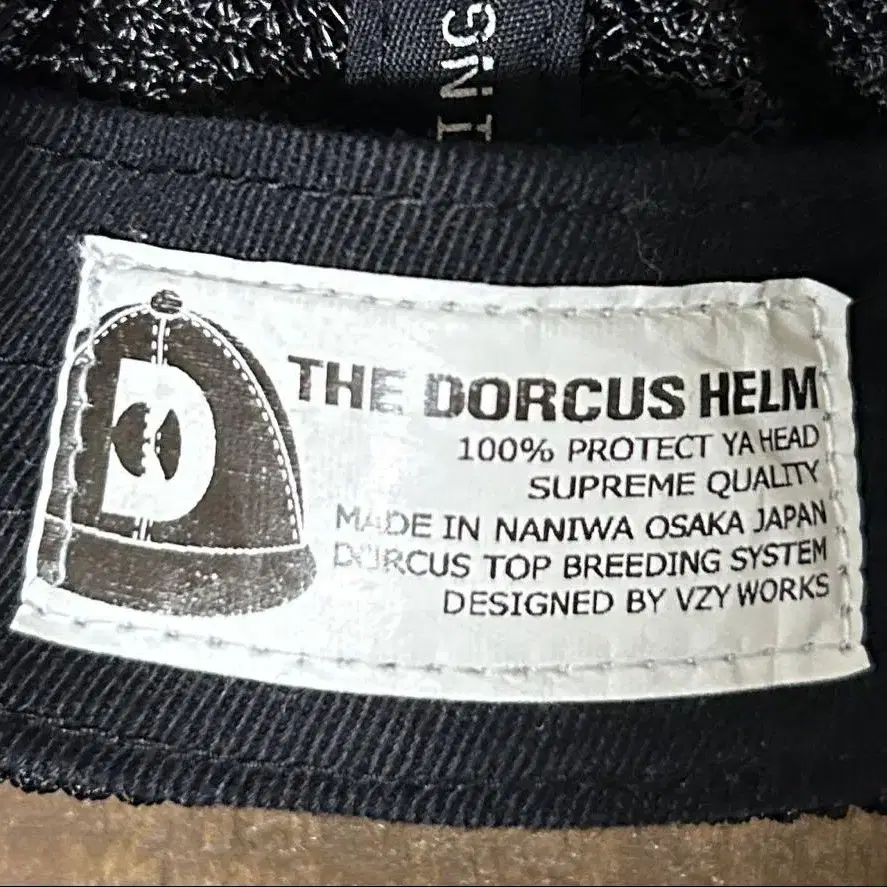 SNI
THE DORCUS HELM
100% PROTECT YA HEAD
SUPREME QUALITY
MADE IN NANIWA OSAKA JAPAN
DORCUS TOP BREEDING SYSTEM
DESIGNED BY VZY WORKS
D